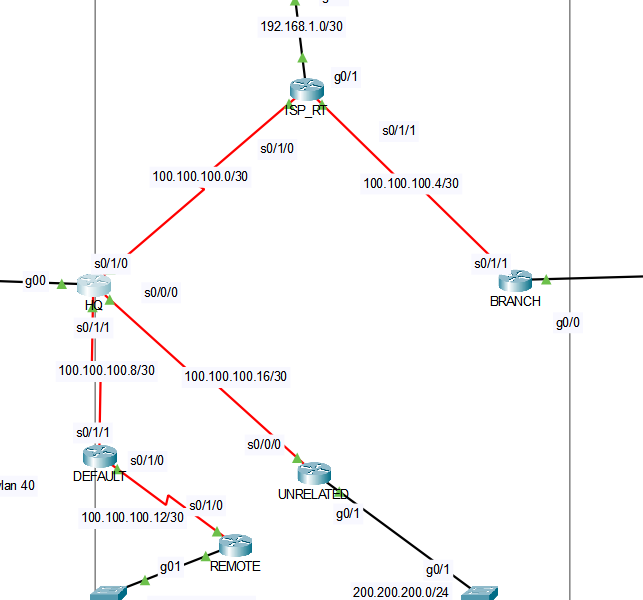 g
192.168.1.0/30
g0/1
ISP_RT
s0/1/1
s0/1/0
100.100.100.0/30
100.100.100.4/30
s0/1/0
s0/1/1
g00
s0/0/0
BRANCH
HQ
s0/1/1
g0/0
100.100.100.8/30
100.100.100.16/30
s0/1/1
s0/0/0
s0/1/0
DEFAULT
vlan 40
UNRELATED
s0/1/0
g0/1
100.100.100.12/30
REMOTE
g01
g0/1
200.200.200.0/24